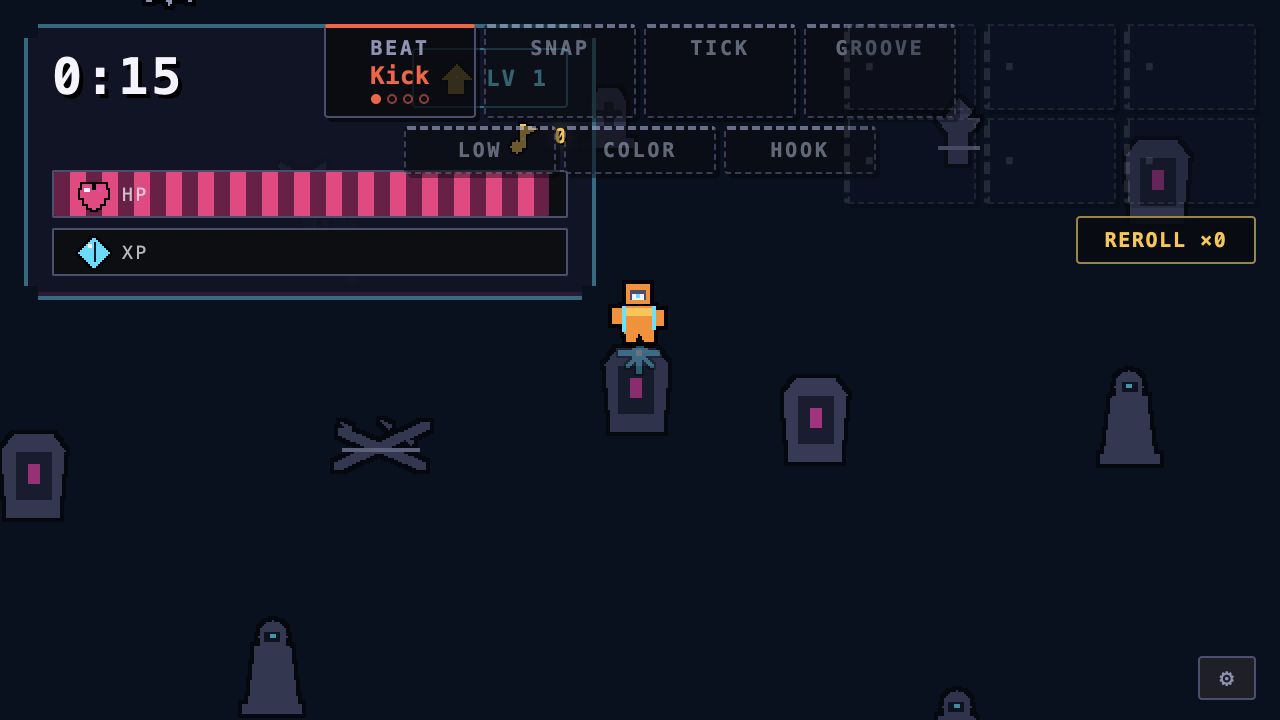 0:15
BEAT
Kick
SNAP
TICK
GROOVE
LV 1
0
LOW
COLOR
HOOK
HP
XP
REROLL ×0